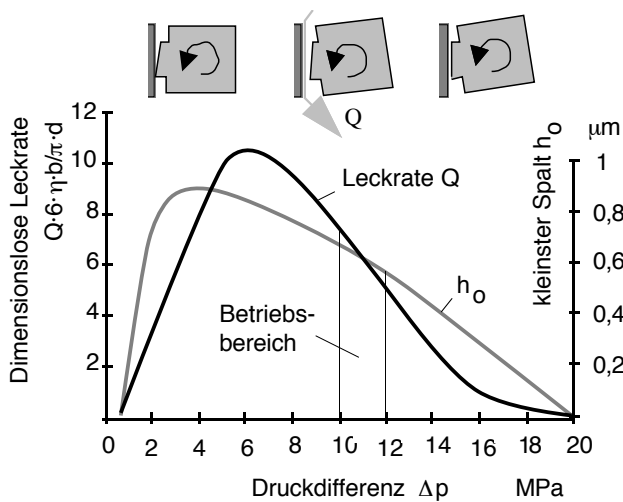 Q
Dimensionslose Leckrate
Q·6·η·b/π·d
12
10
8
6
4
2
0
2
4
6
8
10
12
14
16
18
20
Leckrate Q
Betriebs-
bereich
h₀
kleinster Spalt h₀
μm
1
0,8
0,6
0,4
0,2
Druckdifferenz Δp
MPa